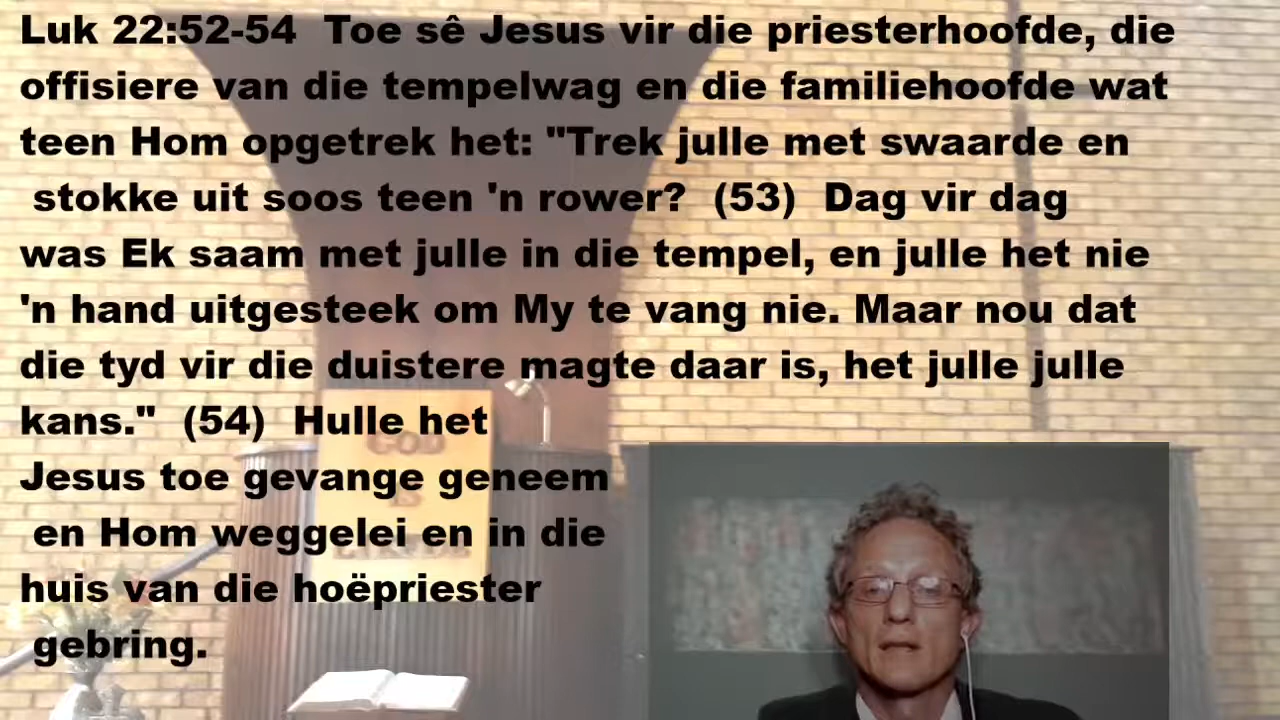 Luk 22:52-54 Toe sê Jesus vir die priesterhoofde, die
offisiere van die tempelwag en die familiehoofde wat
teen Hom opgetrek het: "Trek julle met swaarde en
stokke uit soos teen 'n rower? (53) Dag vir dag
was Ek saam met julle in die tempel, en julle het nie
'n hand uitgesteek om My te vang nie. Maar nou dat
die tyd vir die duistere magte daar is, het julle julle
kans." (54) Hulle het
Jesus toe gevange geneem
en Hom weggelei en in die
huis van die hoëpriester
gebring.
GOD
IS